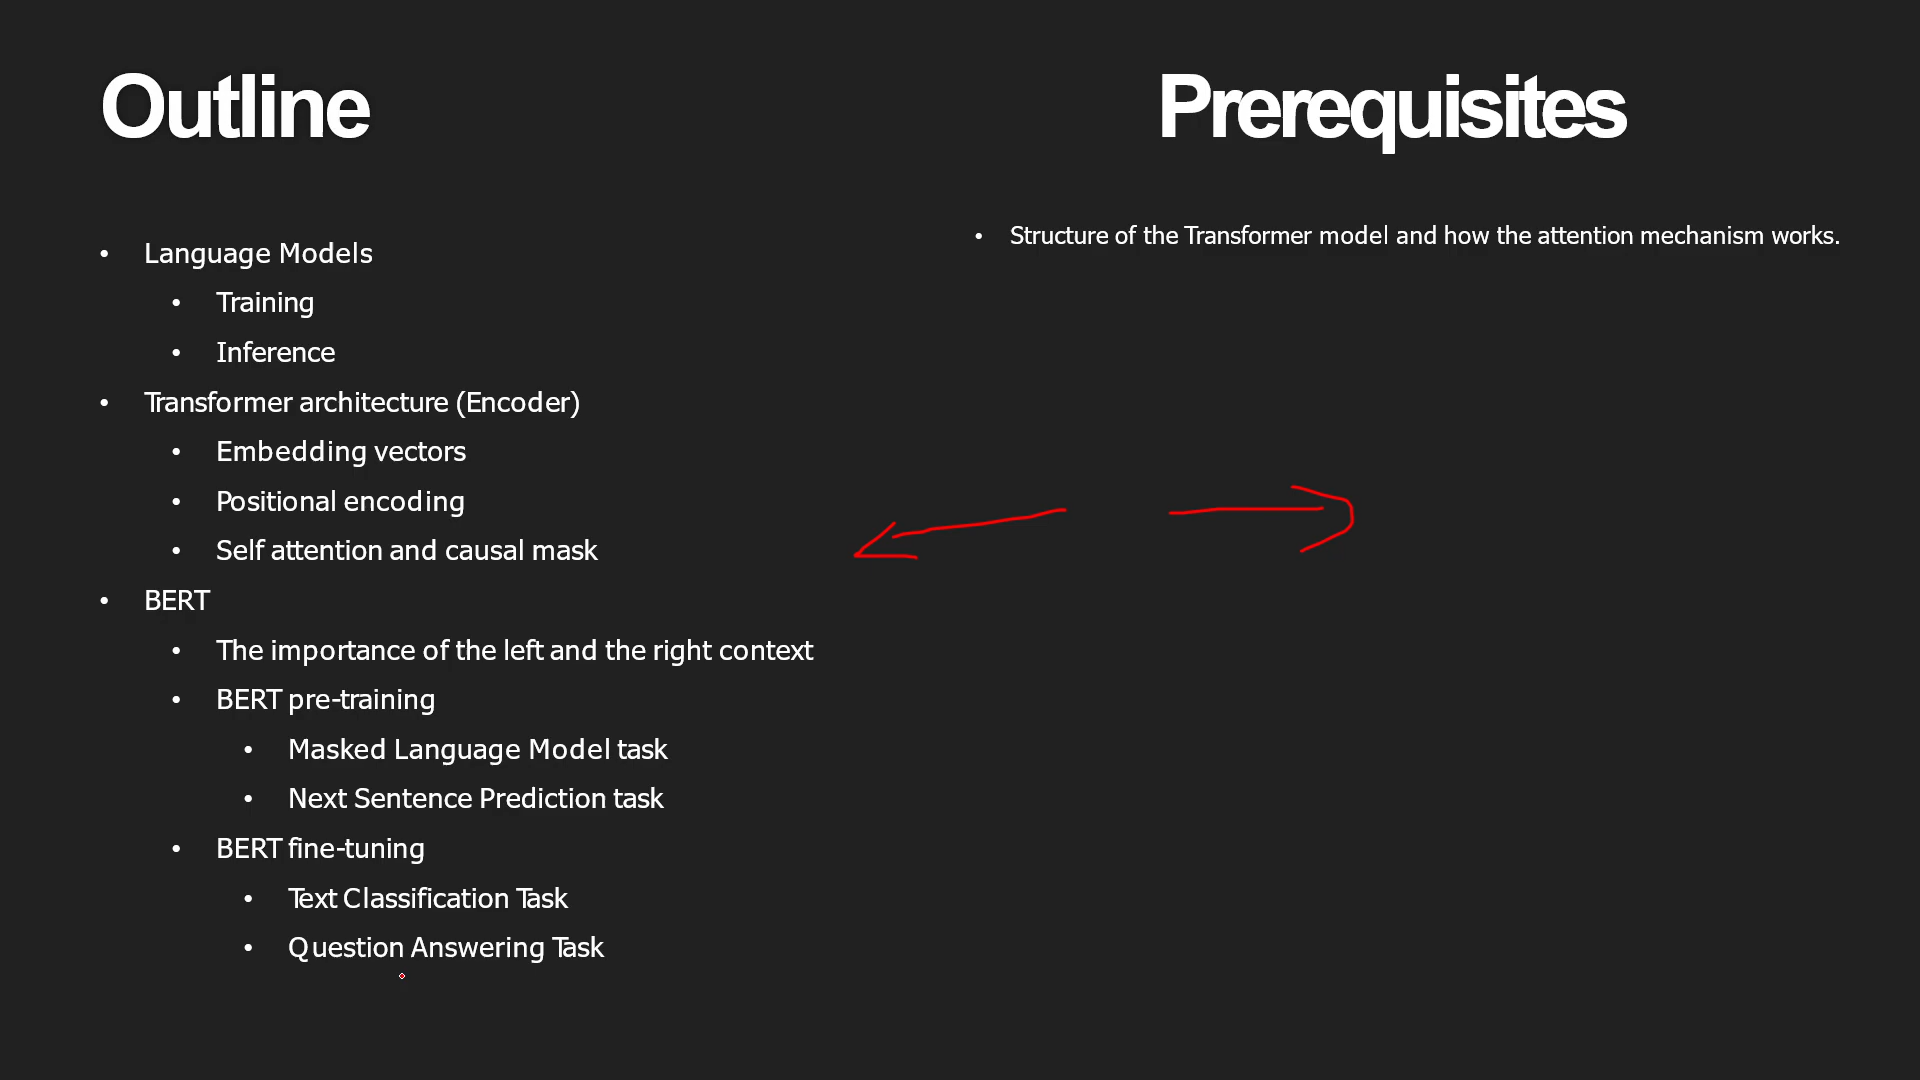 Outline
• Language Models
• Training
• Inference
• Transformer architecture (Encoder)
• Embedding vectors
• Positional encoding
• Self attention and causal mask
• BERT
• The importance of the left and the right context
• BERT pre-training
• Masked Language Model task
• Next Sentence Prediction task
• BERT fine-tuning
• Text Classification Task
• Question Answering Task
Prerequisites
• Structure of the Transformer model and how the attention mechanism works.